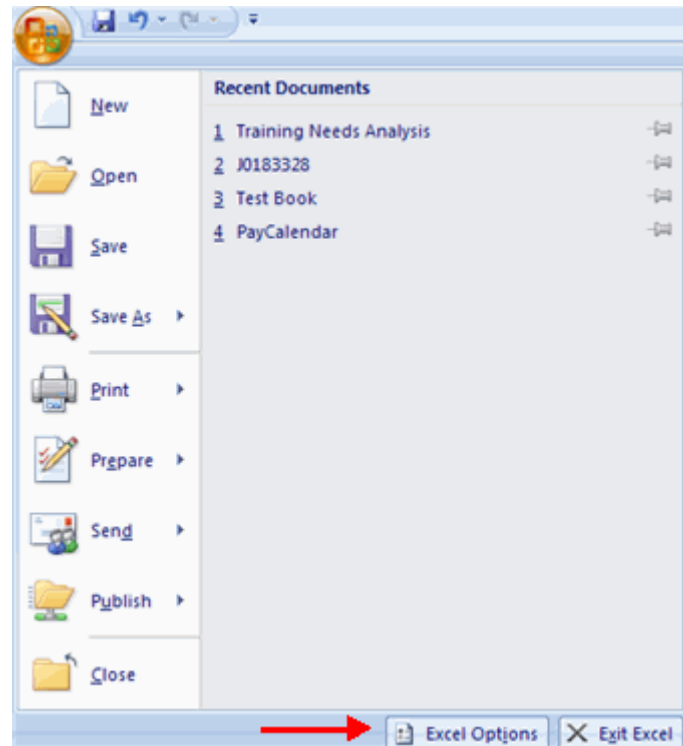 Recent Documents
New
1 Training Needs Analysis
2 J0183328
Open
3 Test Book
4 PayCalendar
Save
Save As
Print
Prepare
Send
Publish
Close
Excel Options
Exit Excel